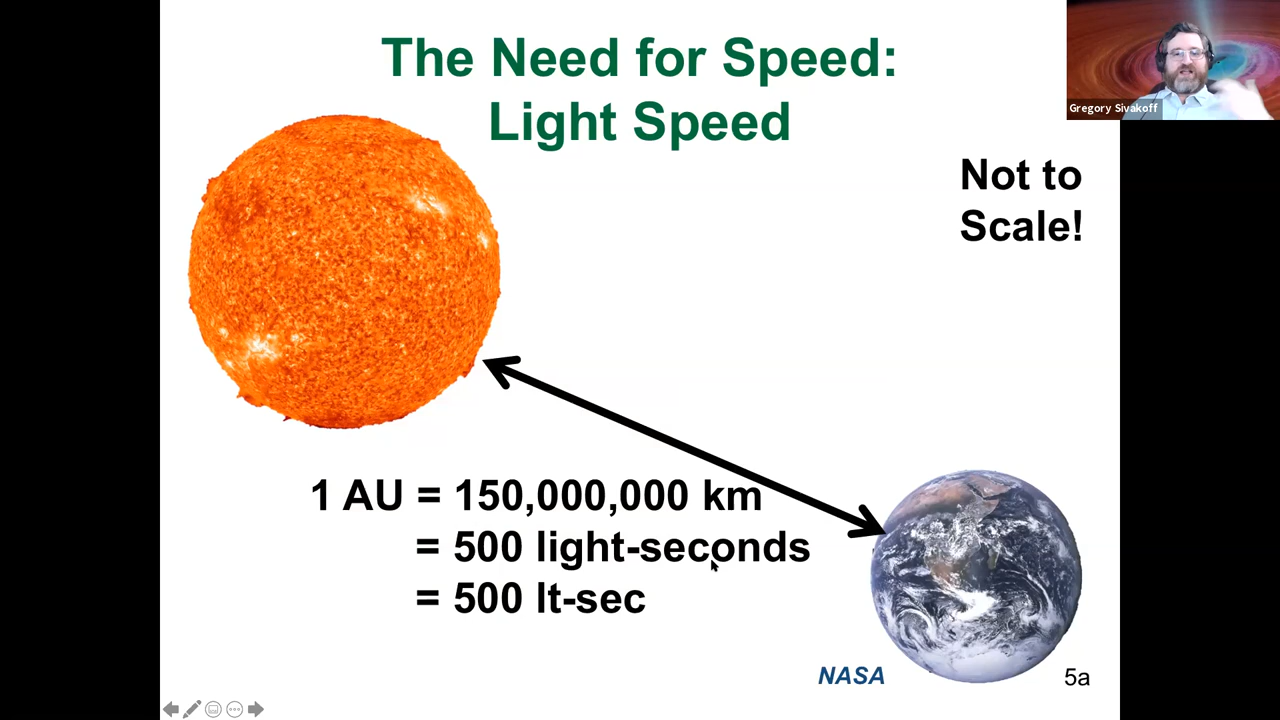 The Need for Speed:
Light Speed
Gregory Sivakoff
Not to
Scale!
1 AU = 150,000,000 km
= 500 light-seconds
= 500 lt-sec
NASA
5a